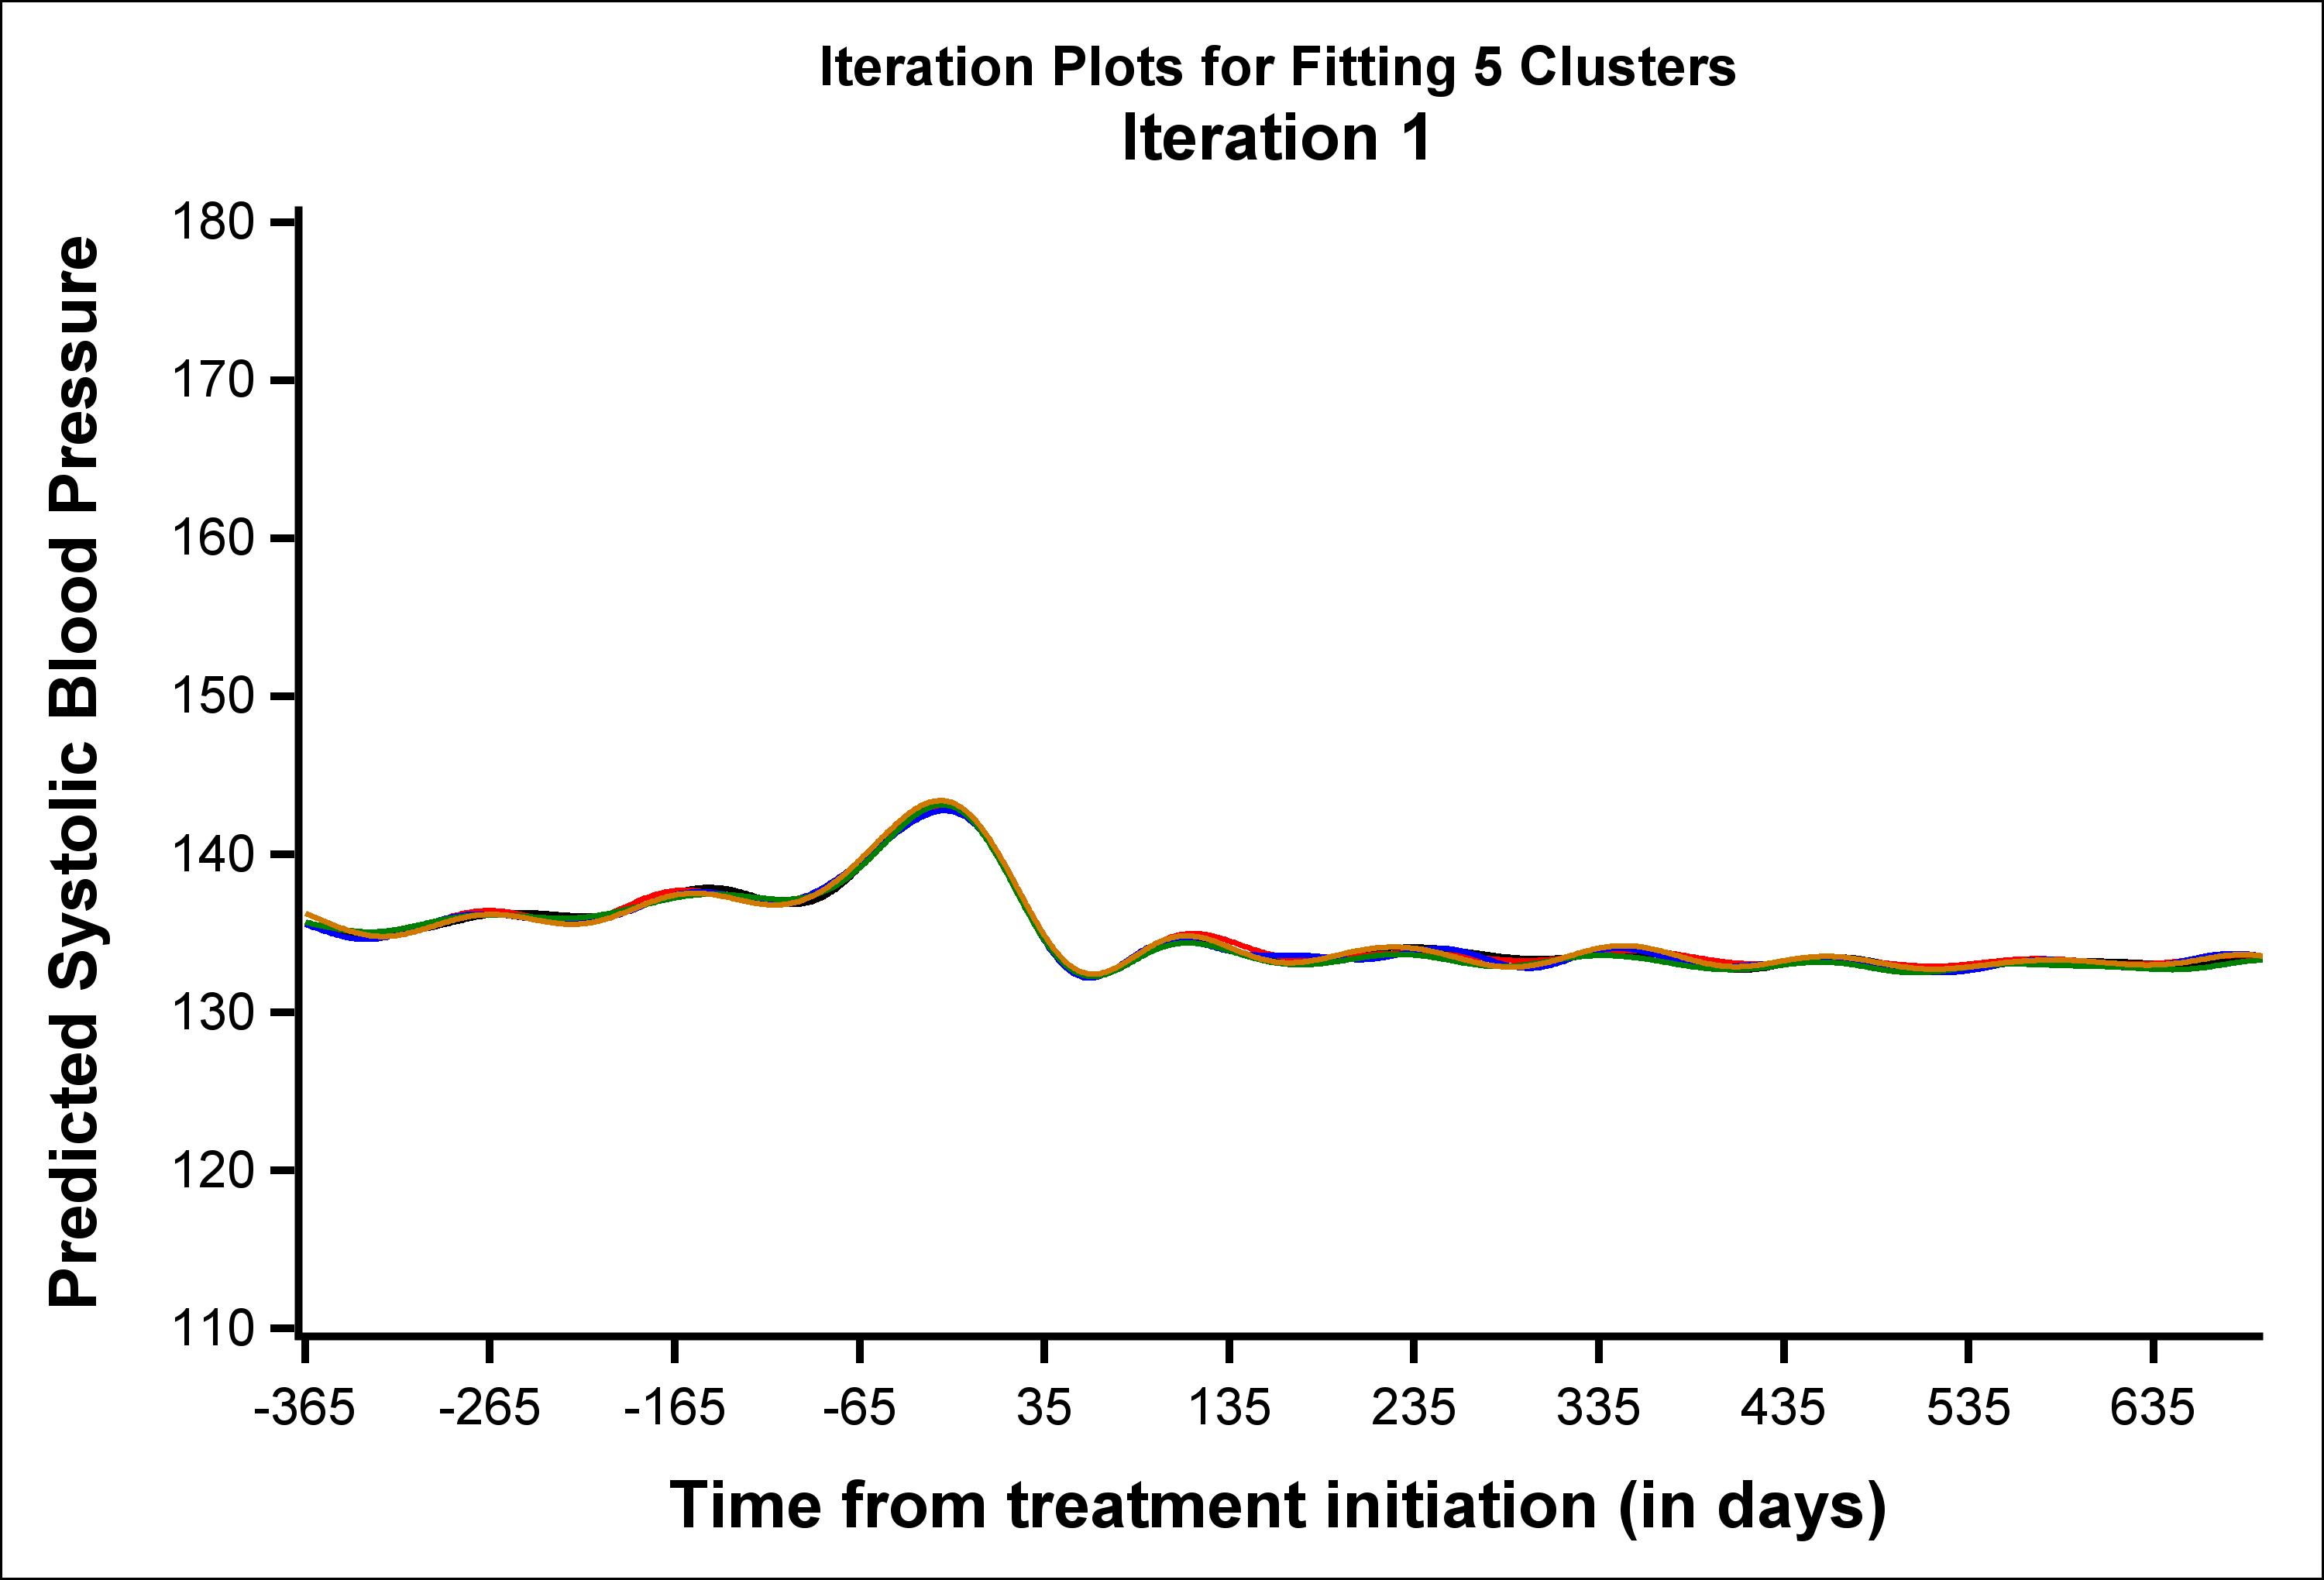 Iteration Plots for Fitting 5 Clusters
Iteration 1
Predicted Systolic Blood Pressure
180
170
160
150
140
130
120
110
-365 -265 -165 -65 35 135 235 335 435 535 635
Time from treatment initiation (in days)